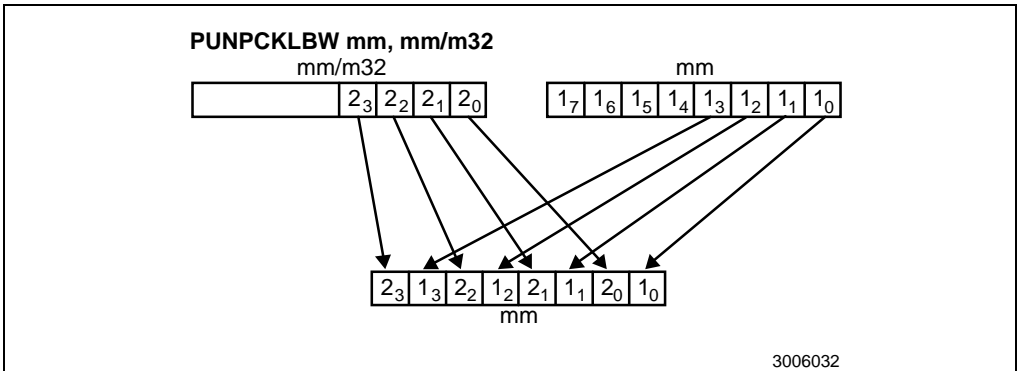 PUNPCKLBW mm, mm/m32
mm/m32 mm
2₃ 2₂ 2₁ 2₀ 1₇ 1₆ 1₅ 1₄ 1₃ 1₂ 1₁ 1₀
2₃ 1₃ 2₂ 1₂ 2₁ 1₁ 2₀ 1₀
mm
3006032